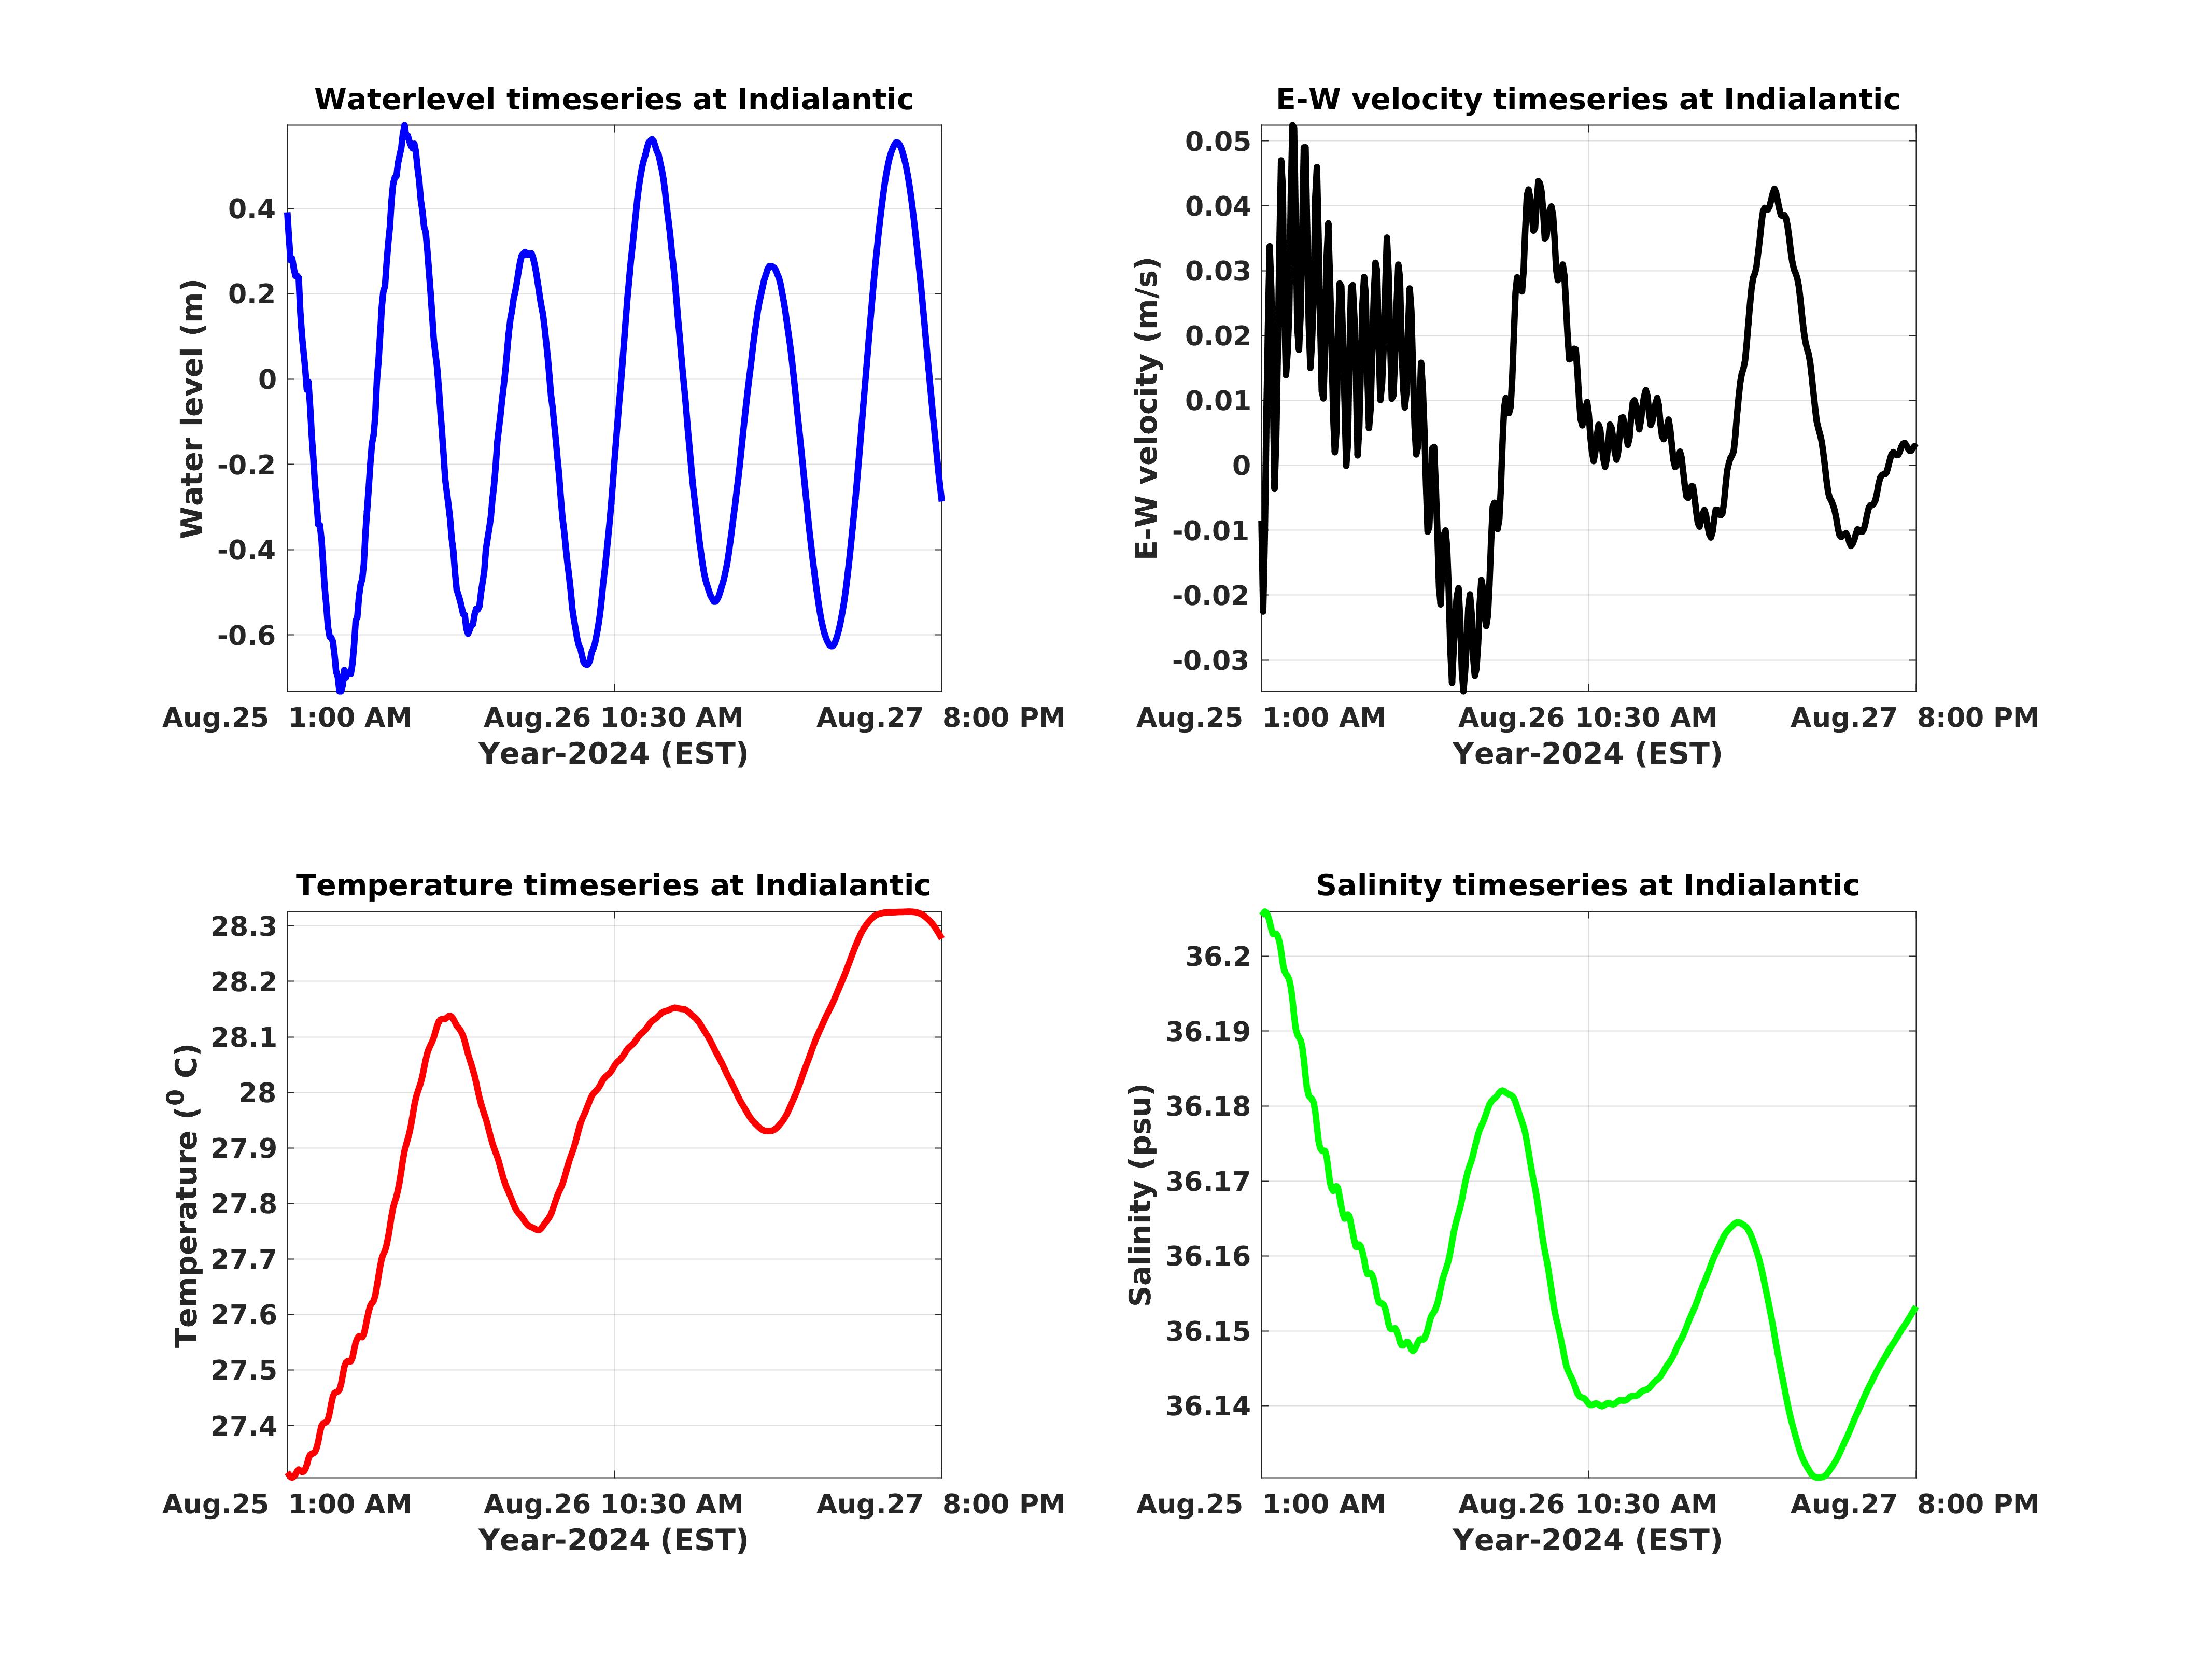 Waterlevel timeseries at Indialantic
0.4
0.2
0
-0.2
-0.4
-0.6
Water level (m)
Aug.25 1:00 AM Aug.26 10:30 AM Aug.27 8:00 PM
Year-2024 (EST)
E-W velocity timeseries at Indialantic
0.05
0.04
0.03
0.02
0.01
0
-0.01
-0.02
-0.03
E-W velocity (m/s)
Aug.25 1:00 AM Aug.26 10:30 AM Aug.27 8:00 PM
Year-2024 (EST)
Temperature timeseries at Indialantic
28.3
28.2
28.1
28
27.9
27.8
27.7
27.6
27.5
27.4
Temperature (⁰ C)
Aug.25 1:00 AM Aug.26 10:30 AM Aug.27 8:00 PM
Year-2024 (EST)
Salinity timeseries at Indialantic
36.2
36.19
36.18
36.17
36.16
36.15
36.14
Salinity (psu)
Aug.25 1:00 AM Aug.26 10:30 AM Aug.27 8:00 PM
Year-2024 (EST)